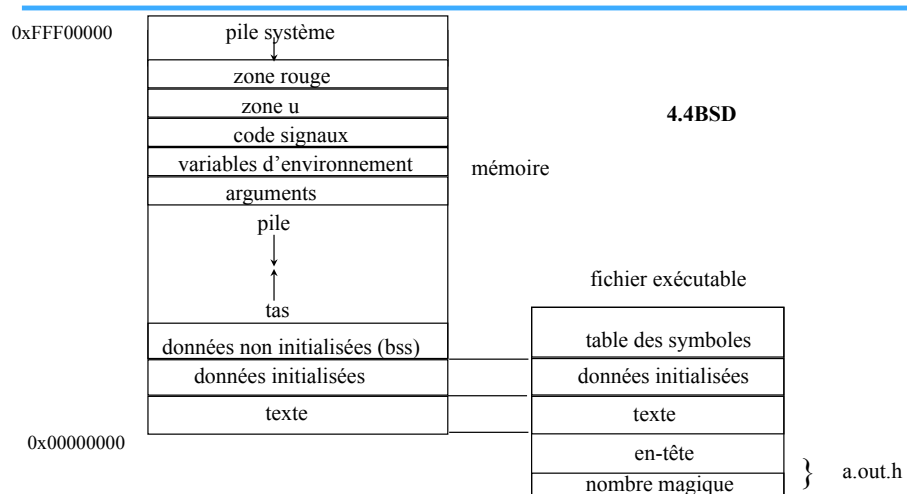 0xFFF00000
pile système
zone rouge
zone u
code signaux
variables d'environnement
arguments
pile
tas
données non initialisées (bss)
données initialisées
texte
0x00000000
mémoire
4.4BSD
fichier exécutable
table des symboles
données initialisées
texte
en-tête
nombre magique
} a.out.h